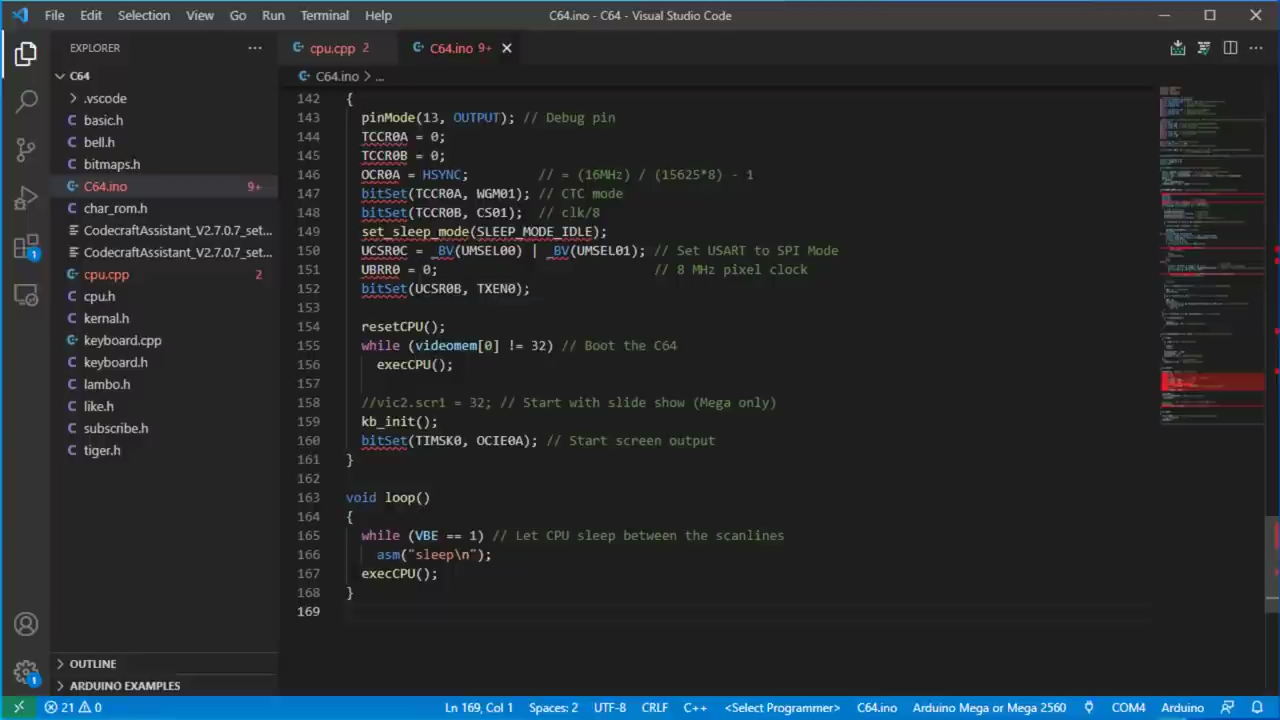 File Edit Selection View Go Run Terminal Help C64.ino - C64 - Visual Studio Code
EXPLORER
C64
.vscode
basic.h
bell.h
bitmaps.h
C64.ino 9+
char_rom.h
CodecraftAssistant_V2.7.0.7_set...
CodecraftAssistant_V2.7.0.7_set...
cpu.cpp 2
cpu.h
kernal.h
keyboard.cpp
keyboard.h
lambo.h
like.h
subscribe.h
tiger.h
OUTLINE
ARDUINO EXAMPLES
1
1
cpu.cpp 2 C64.ino 9+
C64.ino > ...
142 {
143 pinMode(13, OUTPUT); // Debug pin
144 TCCR0A = 0;
145 TCCR0B = 0;
146 OCR0A = HSYNC; // = (16MHz) / (15625*8) - 1
147 bitSet(TCCR0A, WGM01); // CTC mode
148 bitSet(TCCR0B, CS01); // clk/8
149 set_sleep_mode(SLEEP_MODE_IDLE);
150 UCSR0C = _BV(UMSEL00) | _BV(UMSEL01); // Set USART to SPI Mode
151 UBRR0 = 0; // 8 MHz pixel clock
152 bitSet(UCSR0B, TXEN0);
153
154 resetCPU();
155 while (videomem[0] != 32) // Boot the C64
156 execCPU();
157
158 //vic2.scr1 = 32; // Start with slide show (Mega only)
159 kb_init();
160 bitSet(TIMSK0, OCIE0A); // Start screen output
161 }
162
163 void loop()
164 {
165 while (VBE == 1) // Let CPU sleep between the scanlines
166 asm("sleep\n");
167 execCPU();
168 }
169
21 0 Ln 169, Col 1 Spaces: 2 UTF-8 CRLF C++ <Select Programmer> C64.ino Arduino Mega or Mega 2560 COM4 Arduino